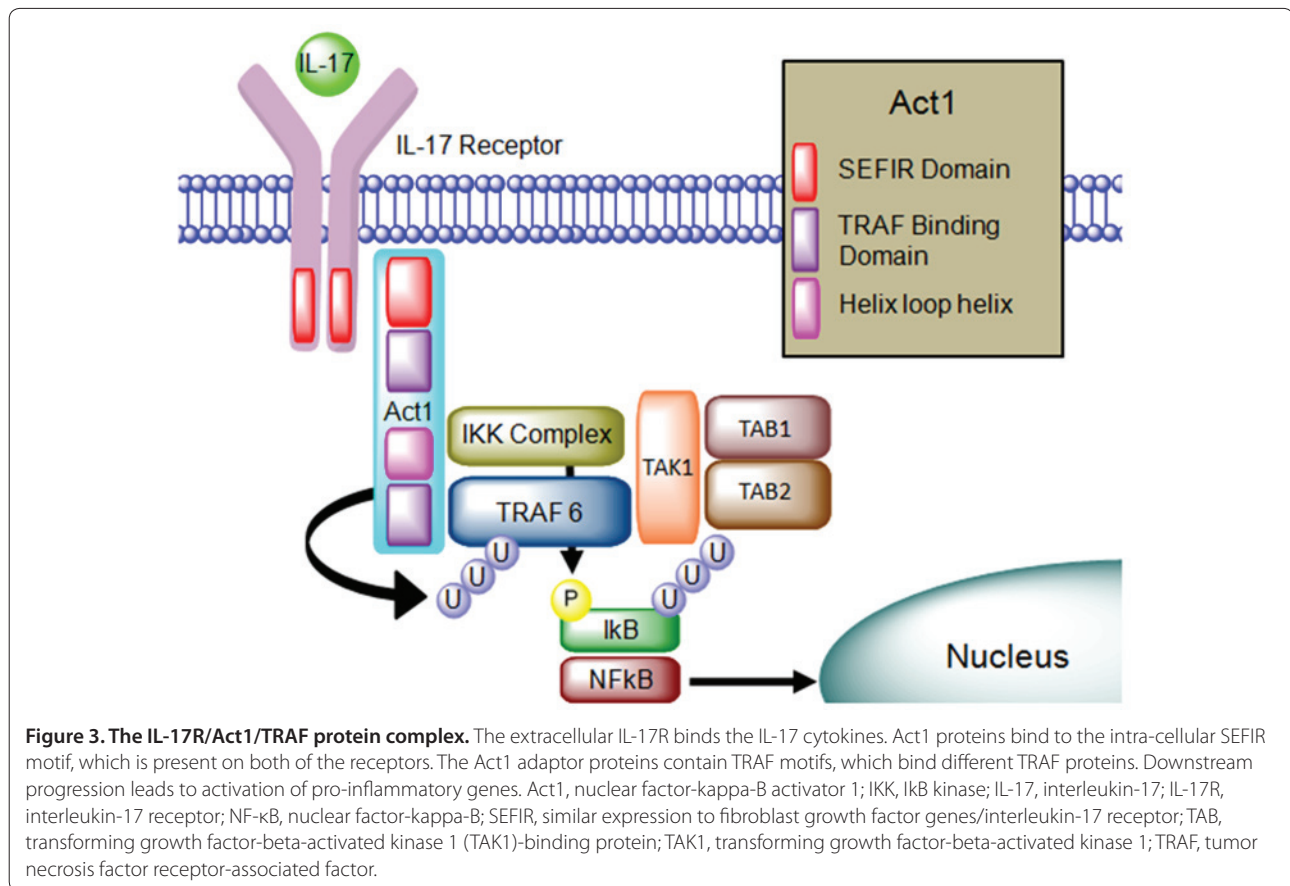 IL-17
IL-17 Receptor
Act1
SEFIR Domain
TRAF Binding
Domain
Helix loop helix
Act1
IKK Complex
TRAF 6
TAK1
TAB1
TAB2
U
U
U
U
U
U
P
IkB
NFkB
Nucleus
Figure 3. The IL-17R/Act1/TRAF protein complex. The extracellular IL-17R binds the IL-17 cytokines. Act1 proteins bind to the intra-cellular SEFIR
motif, which is present on both of the receptors. The Act1 adaptor proteins contain TRAF motifs, which bind different TRAF proteins. Downstream
progression leads to activation of pro-inflammatory genes. Act1, nuclear factor-kappa-B activator 1; IKK, IkB kinase; IL-17, interleukin-17; IL-17R,
interleukin-17 receptor; NF-κB, nuclear factor-kappa-B; SEFIR, similar expression to fibroblast growth factor genes/interleukin-17 receptor; TAB,
transforming growth factor-beta-activated kinase 1 (TAK1)-binding protein; TAK1, transforming growth factor-beta-activated kinase 1; TRAF, tumor
necrosis factor receptor-associated factor.